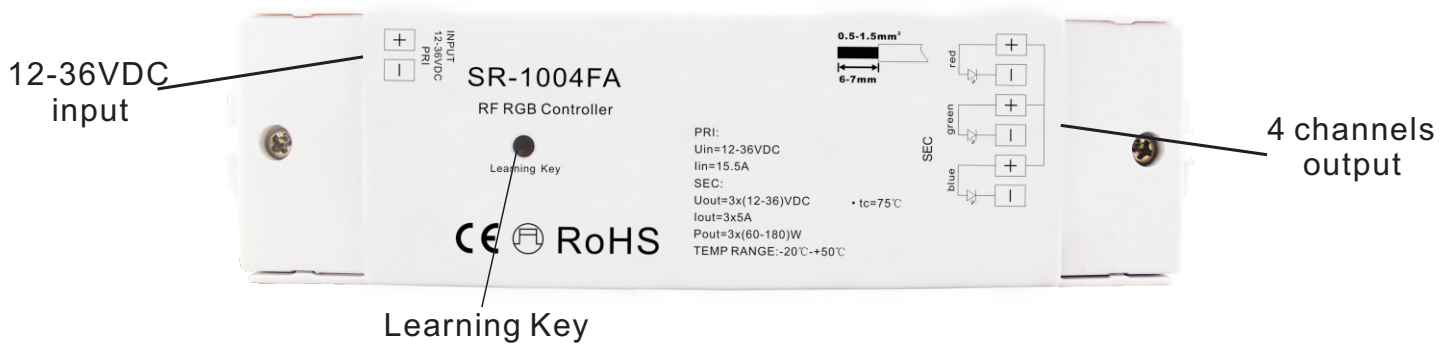 12-36VDC
input
+
−
INPUT
12-36VDC
PRI
SR-1004FA
RF RGB Controller
Learning Key
CE RoHS
PRI:
Uin=12-36VDC
Iin=15.5A
SEC:
Uout=3x(12-36)VDC
Iout=3x5A
Pout=3x(60-180)W
TEMP RANGE:-20℃-+50℃
• tc=75℃
0.5-1.5mm²
6-7mm
SEC
red
+
−
green
+
−
blue
+
−
4 channels
output
Learning Key